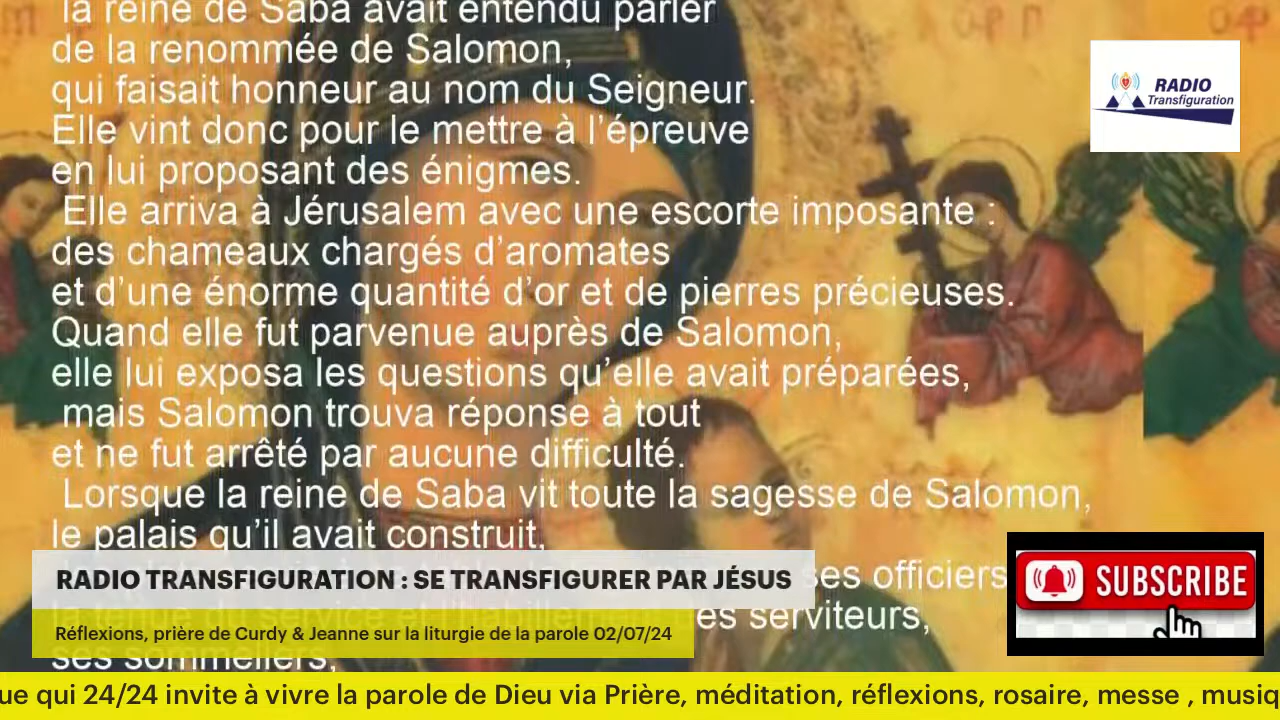 la reine de Saba avait entendu parler
de la renommée de Salomon,
qui faisait honneur au nom du Seigneur.
Elle vint donc pour le mettre à l'épreuve
en lui proposant des énigmes.
Elle arriva à Jérusalem avec une escorte imposante :
des chameaux chargés d'aromates
et d'une énorme quantité d'or et de pierres précieuses.
Quand elle fut parvenue auprès de Salomon,
elle lui exposa les questions qu'elle avait préparées,
mais Salomon trouva réponse à tout
et ne fut arrêté par aucune difficulté.
Lorsque la reine de Saba vit toute la sagesse de Salomon,
le palais qu'il avait construit,
ses officiers
des serviteurs,
ses sommeliers,
RADIO
Transfiguration
RADIO TRANSFIGURATION : SE TRANSFIGURER PAR JÉSUS
Réflexions, prière de Curdy & Jeanne sur la liturgie de la parole 02/07/24
SUBSCRIBE
ue qui 24/24 invite à vivre la parole de Dieu via Prière, méditation, réflexions, rosaire, messe , musiq